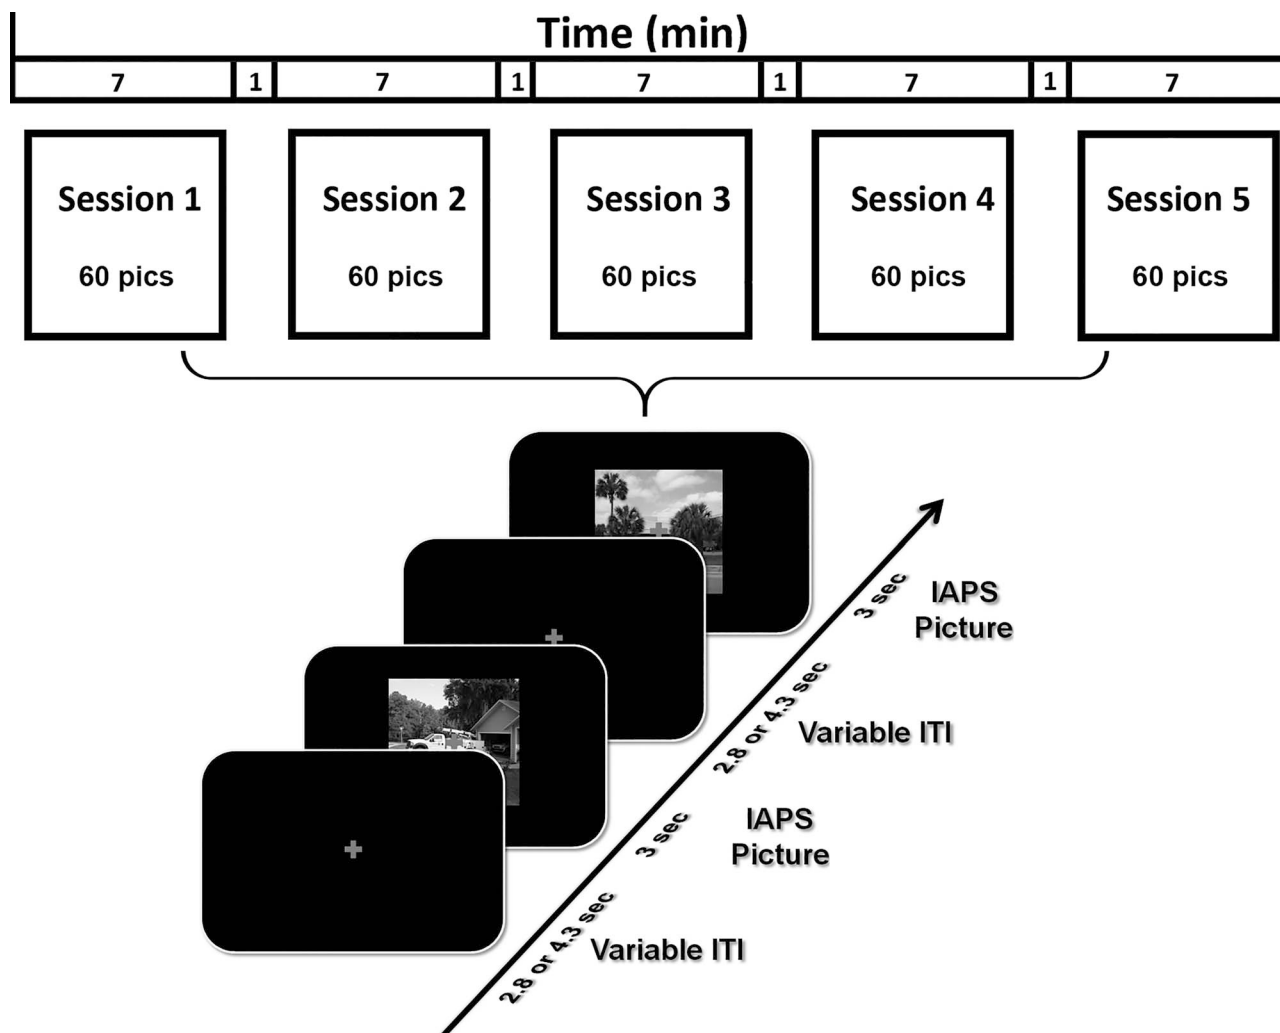 Time (min)
7 1 7 1 7 1 7 1 7
Session 1 Session 2 Session 3 Session 4 Session 5
60 pics 60 pics 60 pics 60 pics 60 pics
3 sec
IAPS
Picture
2.8 or 4.3 sec
Variable ITI
3 sec
IAPS
Picture
2.8 or 4.3 sec
Variable ITI